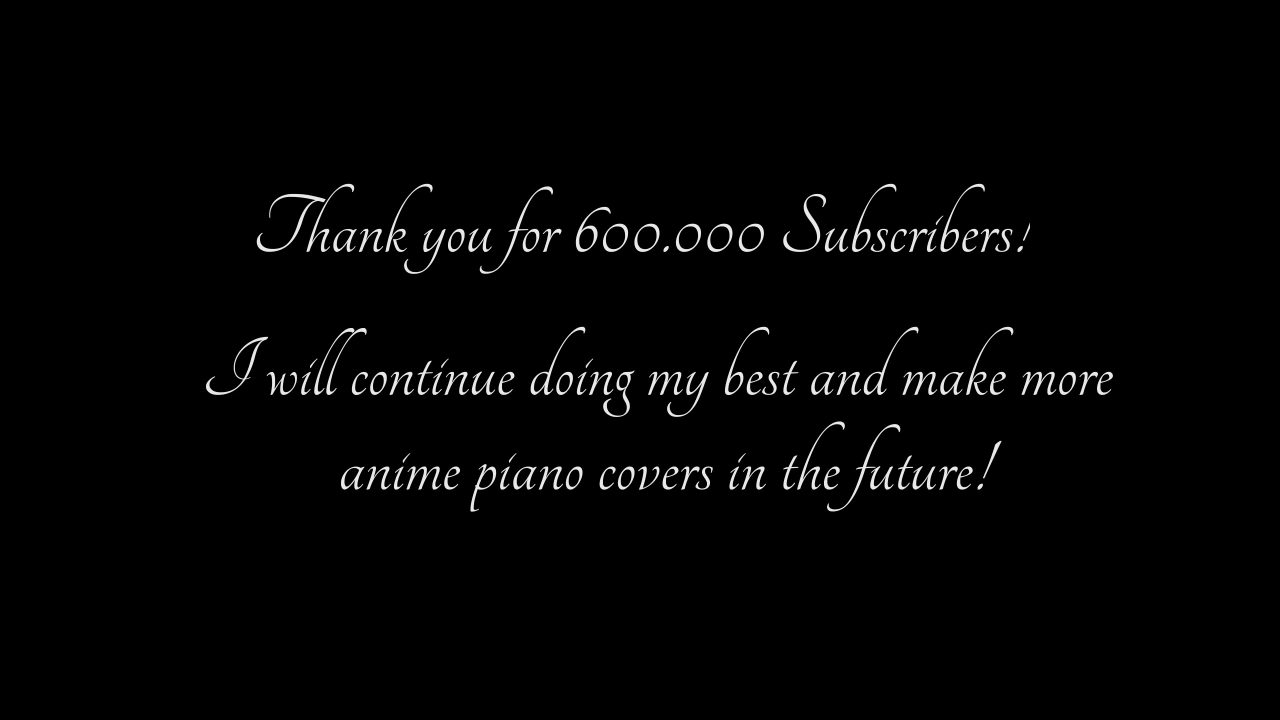 Thank you for 600.000 Subscribers!
I will continue doing my best and make more
anime piano covers in the future!